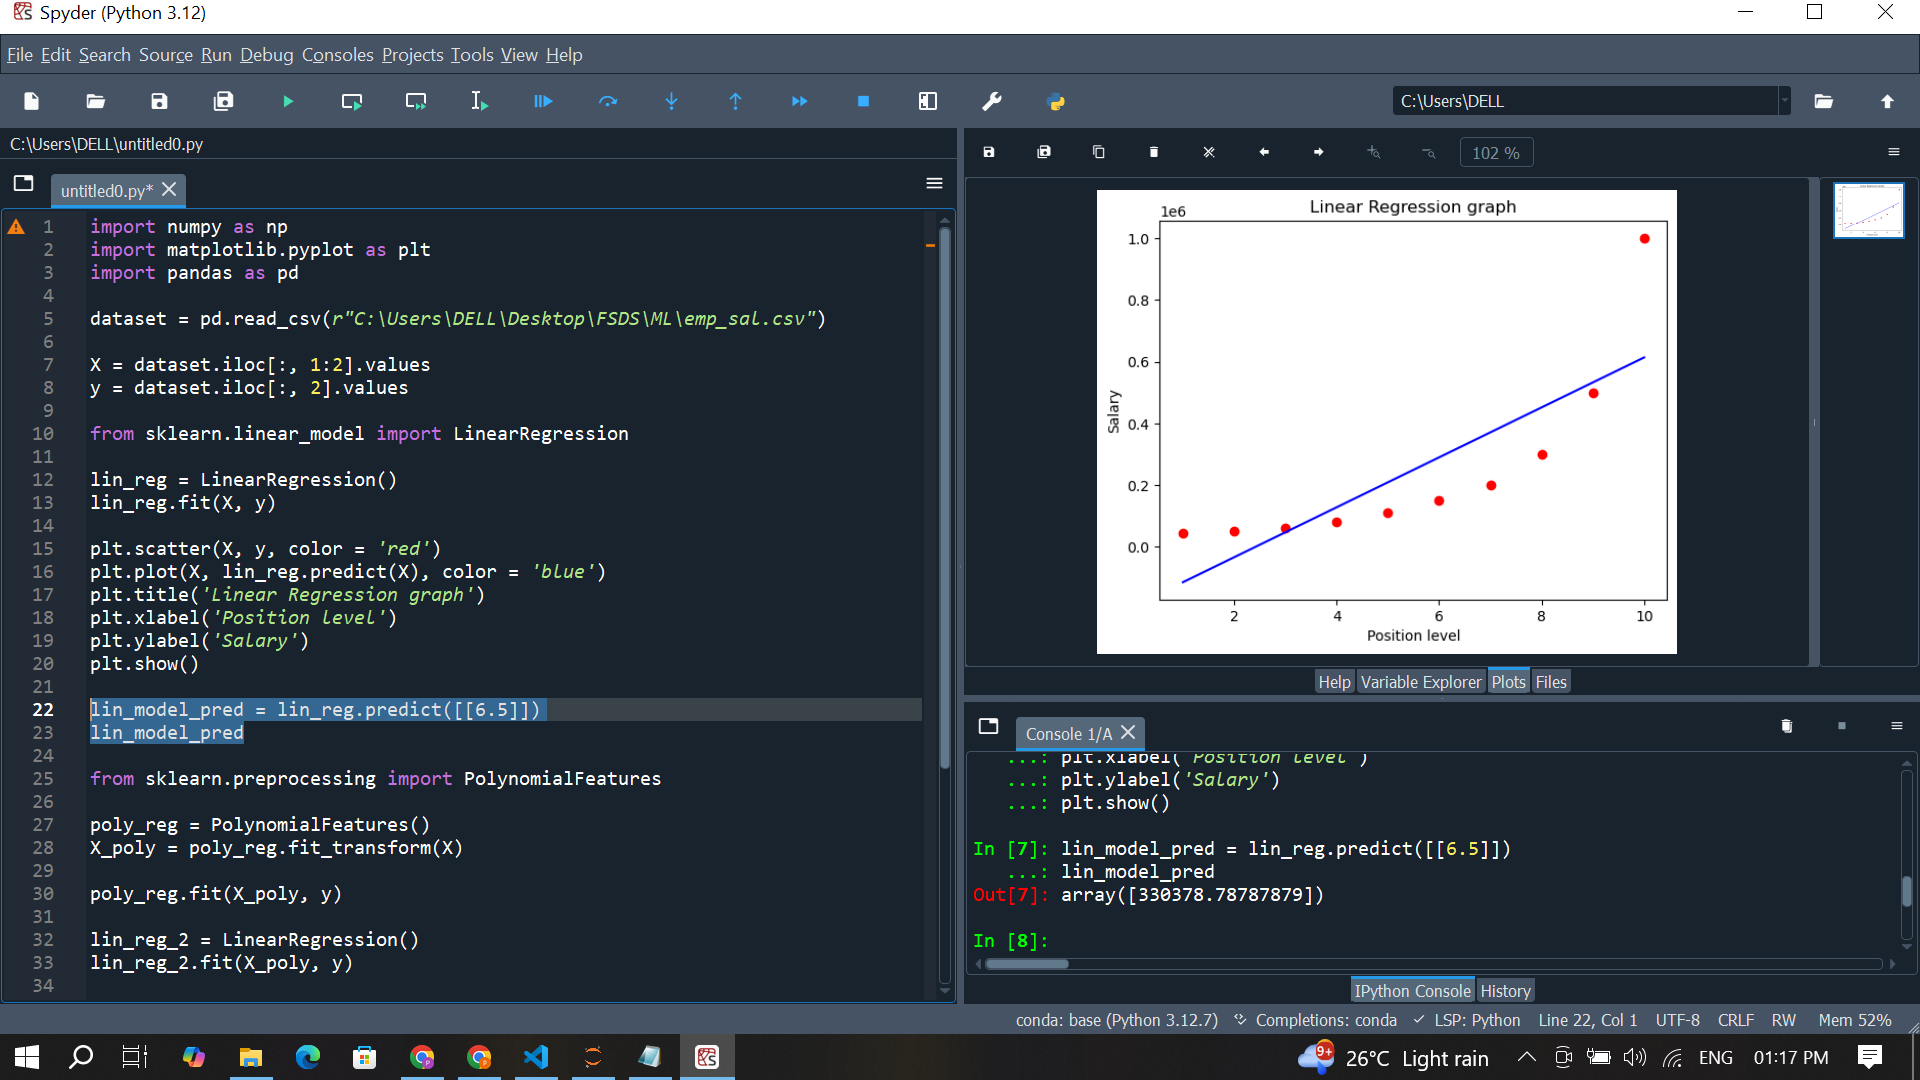 Spyder (Python 3.12)
File Edit Search Source Run Debug Consoles Projects Tools View Help
C:\Users\DELL
C:\Users\DELL\untitled0.py
untitled0.py*
1 import numpy as np
2 import matplotlib.pyplot as plt
3 import pandas as pd
4
5 dataset = pd.read_csv(r"C:\Users\DELL\Desktop\FSDS\ML\emp_sal.csv")
6
7 X = dataset.iloc[:, 1:2].values
8 y = dataset.iloc[:, 2].values
9
10 from sklearn.linear_model import LinearRegression
11
12 lin_reg = LinearRegression()
13 lin_reg.fit(X, y)
14
15 plt.scatter(X, y, color = 'red')
16 plt.plot(X, lin_reg.predict(X), color = 'blue')
17 plt.title('Linear Regression graph')
18 plt.xlabel('Position level')
19 plt.ylabel('Salary')
20 plt.show()
21
22 lin_model_pred = lin_reg.predict([[6.5]])
23 lin_model_pred
24
25 from sklearn.preprocessing import PolynomialFeatures
26
27 poly_reg = PolynomialFeatures()
28 X_poly = poly_reg.fit_transform(X)
29
30 poly_reg.fit(X_poly, y)
31
32 lin_reg_2 = LinearRegression()
33 lin_reg_2.fit(X_poly, y)
34
102 %
Linear Regression graph
1e6
1.0
0.8
0.6
0.4
0.2
0.0
Salary
2 4 6 8 10
Position level
Help Variable Explorer Plots Files
Console 1/A
...: plt.xlabel('Position level')
...: plt.ylabel('Salary')
...: plt.show()
In [7]: lin_model_pred = lin_reg.predict([[6.5]])
...: lin_model_pred
Out[7]: array([330378.78787879])
In [8]:
IPython Console History
conda: base (Python 3.12.7) Completions: conda LSP: Python Line 22, Col 1 UTF-8 CRLF RW Mem 52%
9+ 26°C Light rain ENG 01:17 PM